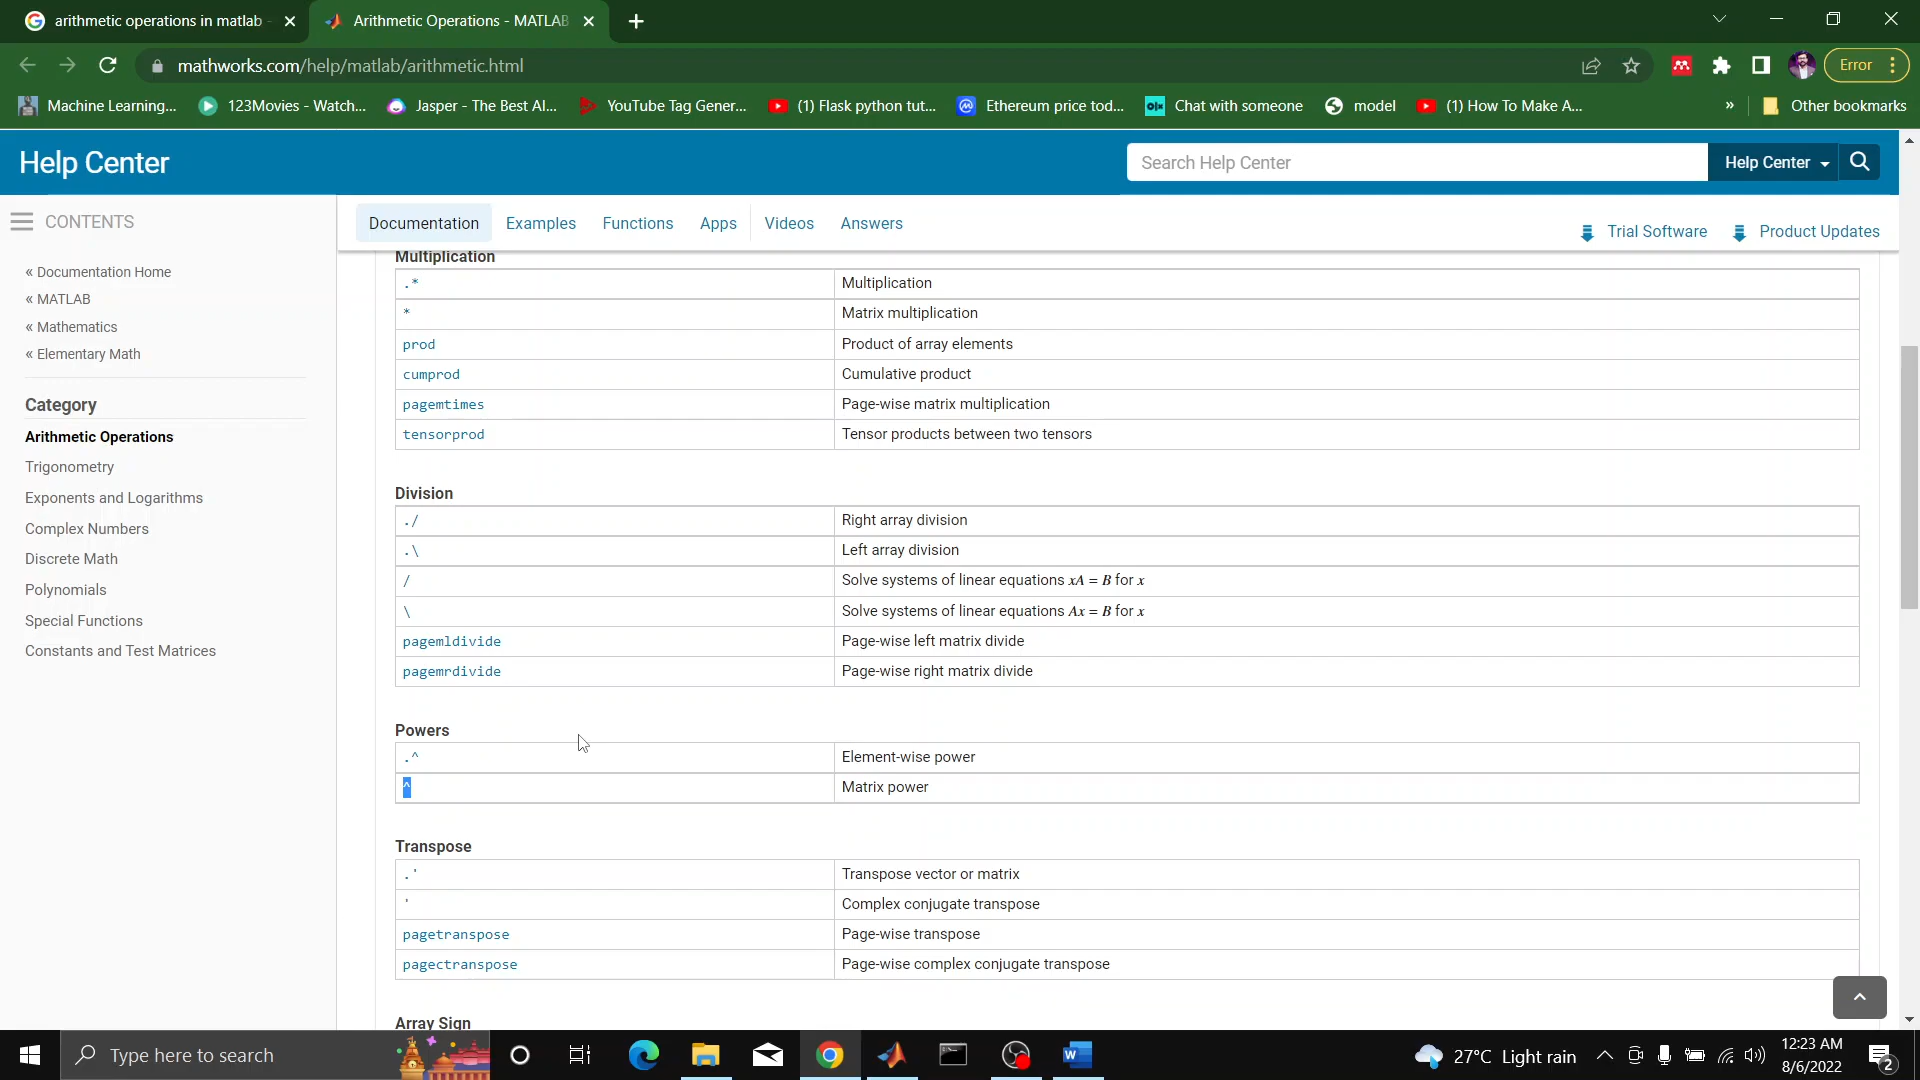 arithmetic operations in matlab -
Arithmetic Operations - MATLAB
mathworks.com/help/matlab/arithmetic.html
Error
Machine Learning...
123Movies - Watch...
Jasper - The Best AI...
YouTube Tag Gener...
(1) Flask python tut...
Ethereum price tod...
Chat with someone
model
(1) How To Make A...
»
Other bookmarks
Help Center
Search Help Center
Help Center
CONTENTS
Documentation
Examples
Functions
Apps
Videos
Answers
Trial Software
Product Updates
« Documentation Home
« MATLAB
« Mathematics
« Elementary Math
Category
Arithmetic Operations
Trigonometry
Exponents and Logarithms
Complex Numbers
Discrete Math
Polynomials
Special Functions
Constants and Test Matrices
Multiplication
.* Multiplication
* Matrix multiplication
prod Product of array elements
cumprod Cumulative product
pagemtimes Page-wise matrix multiplication
tensorprod Tensor products between two tensors
Division
./ Right array division
.\ Left array division
/ Solve systems of linear equations xA = B for x
\ Solve systems of linear equations Ax = B for x
pagemldivide Page-wise left matrix divide
pagemrdivide Page-wise right matrix divide
Powers
.^ Element-wise power
^ Matrix power
Transpose
.' Transpose vector or matrix
' Complex conjugate transpose
pagetranspose Page-wise transpose
pagectranspose Page-wise complex conjugate transpose
Array Sign
Type here to search
27°C Light rain
12:23 AM
8/6/2022
2